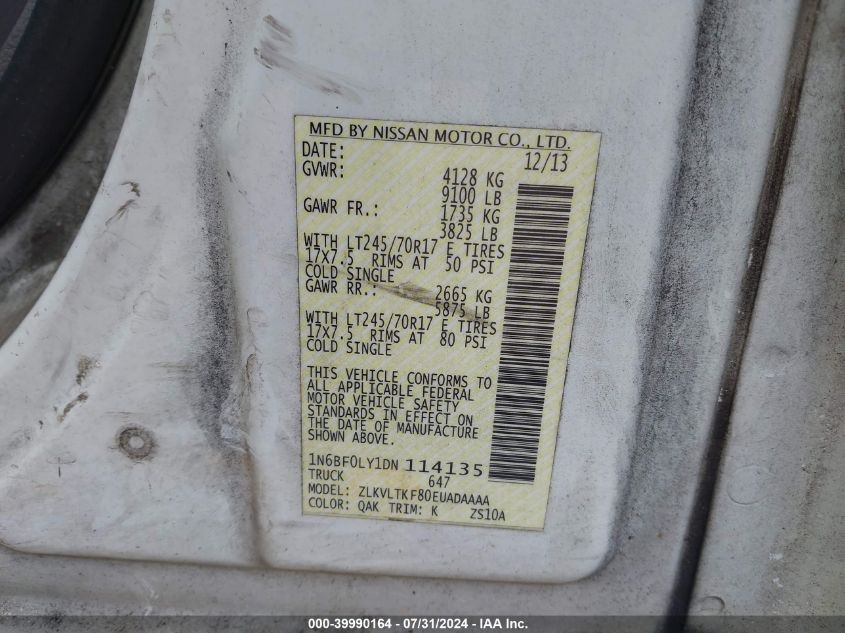 MFD BY NISSAN MOTOR CO., LTD.
DATE: 12/13
GVWR: 4128 KG
9100 LB
GAWR FR.: 1735 KG
3825 LB
WITH LT245/70R17 E TIRES
17X7.5 RIMS AT 50 PSI
COLD SINGLE
GAWR RR.: 2665 KG
5875 LB
WITH LT245/70R17 E TIRES
17X7.5 RIMS AT 80 PSI
COLD SINGLE
THIS VEHICLE CONFORMS TO
ALL APPLICABLE FEDERAL
MOTOR VEHICLE SAFETY
STANDARDS IN EFFECT ON
THE DATE OF MANUFACTURE
SHOWN ABOVE.
1N6BF0LY1DN 114135
TRUCK 647
MODEL: ZLKVLTKF80EUADAAAA
COLOR: QAK TRIM: K ZS10A
000-39990164 - 07/31/2024 - IAA Inc.